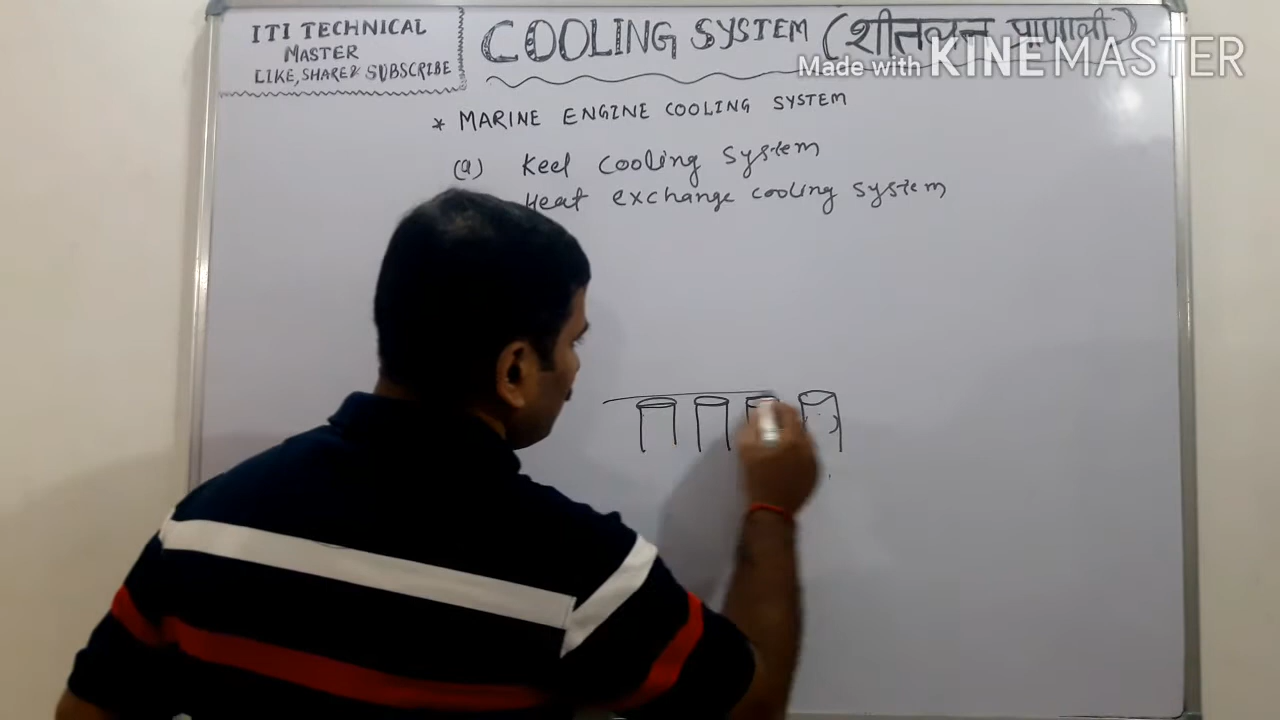 ITI TECHNICAL
MASTER
LIKE, SHARE & SUBSCRIBE
COOLING SYSTEM (शीतलन प्राणाली)
Made with KINEMASTER
* MARINE ENGINE COOLING SYSTEM
(a) Keel cooling system
Heat exchange cooling system